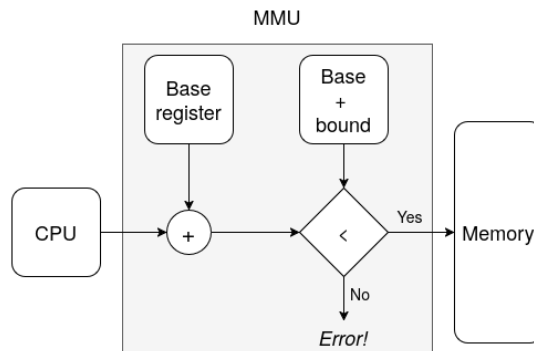 MMU
Base
register
Base
+
bound
CPU
+
<
Yes
Memory
No
Error!